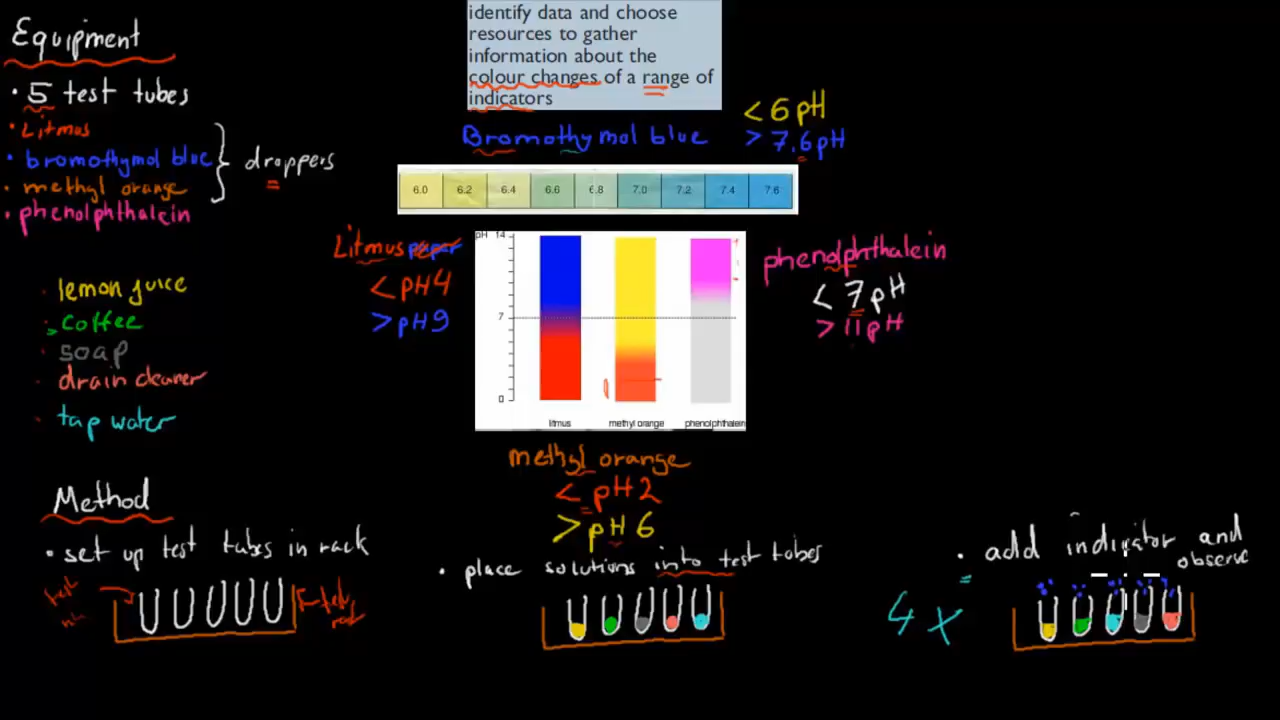 Equipment
• 5 test tubes
• Litmus
• bromothymol blue
• methyl orange
• phenolphthalein
droppers
lemon juice
coffee
soap
drain cleaner
tap water
identify data and choose
resources to gather
information about the
colour changes of a range of
indicators
Bromothymol blue
< 6 pH
> 7.6 pH
6.0 6.2 6.4 6.6 6.8 7.0 7.2 7.4 7.6
Litmus paper
< pH4
> pH9
pH 14
7
0
litmus methyl orange phenolphthalein
phenolphthalein
< 7 pH
> 11 pH
methyl orange
< pH 2
> pH 6
Method
• set up test tubes in rack
test
test
rack
• place solutions into test tubes
• add indicator and
observe
4 x